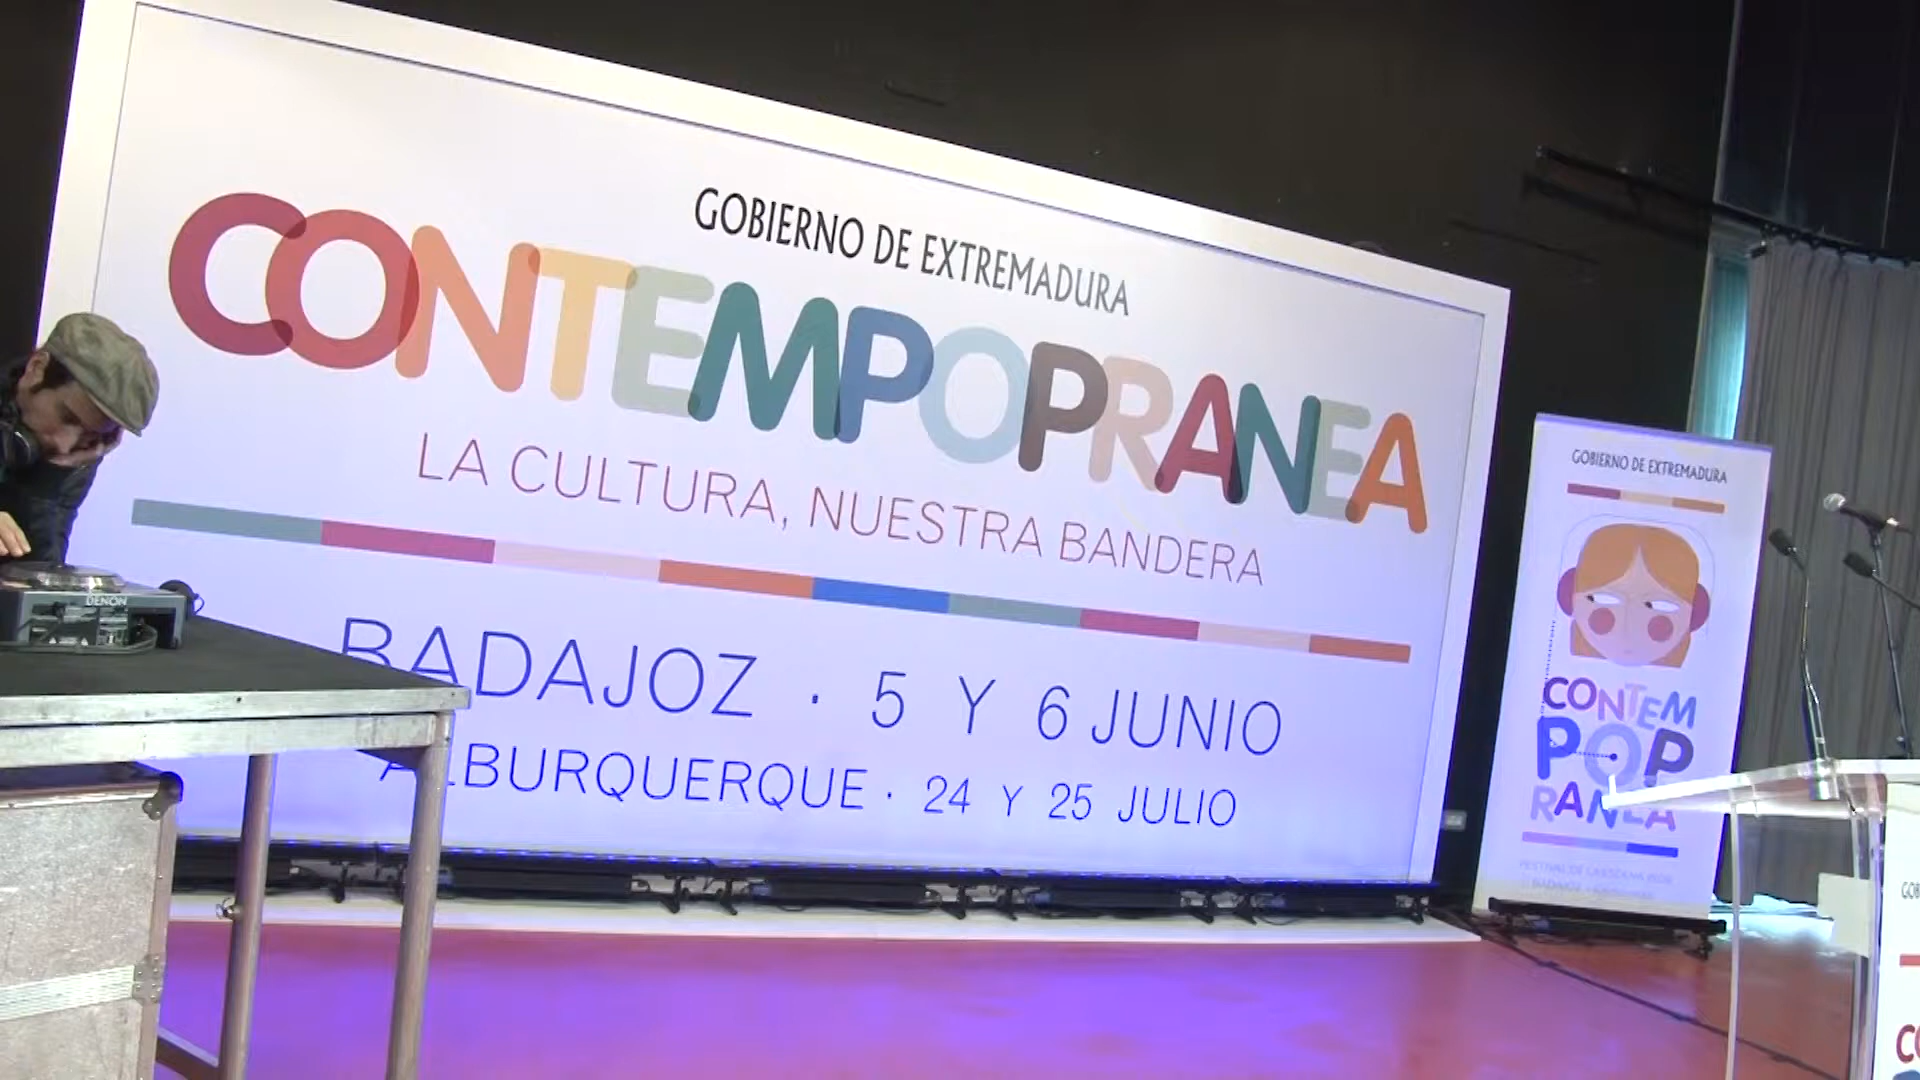 GOBIERNO DE EXTREMADURA
CONTEMPOPRANEA
LA CULTURA, NUESTRA BANDERA
BADAJOZ · 5 Y 6 JUNIO
ALBURQUERQUE · 24 Y 25 JULIO
DENON
GOBIERNO DE EXTREMADURA
CONTEM
POP
RANEA